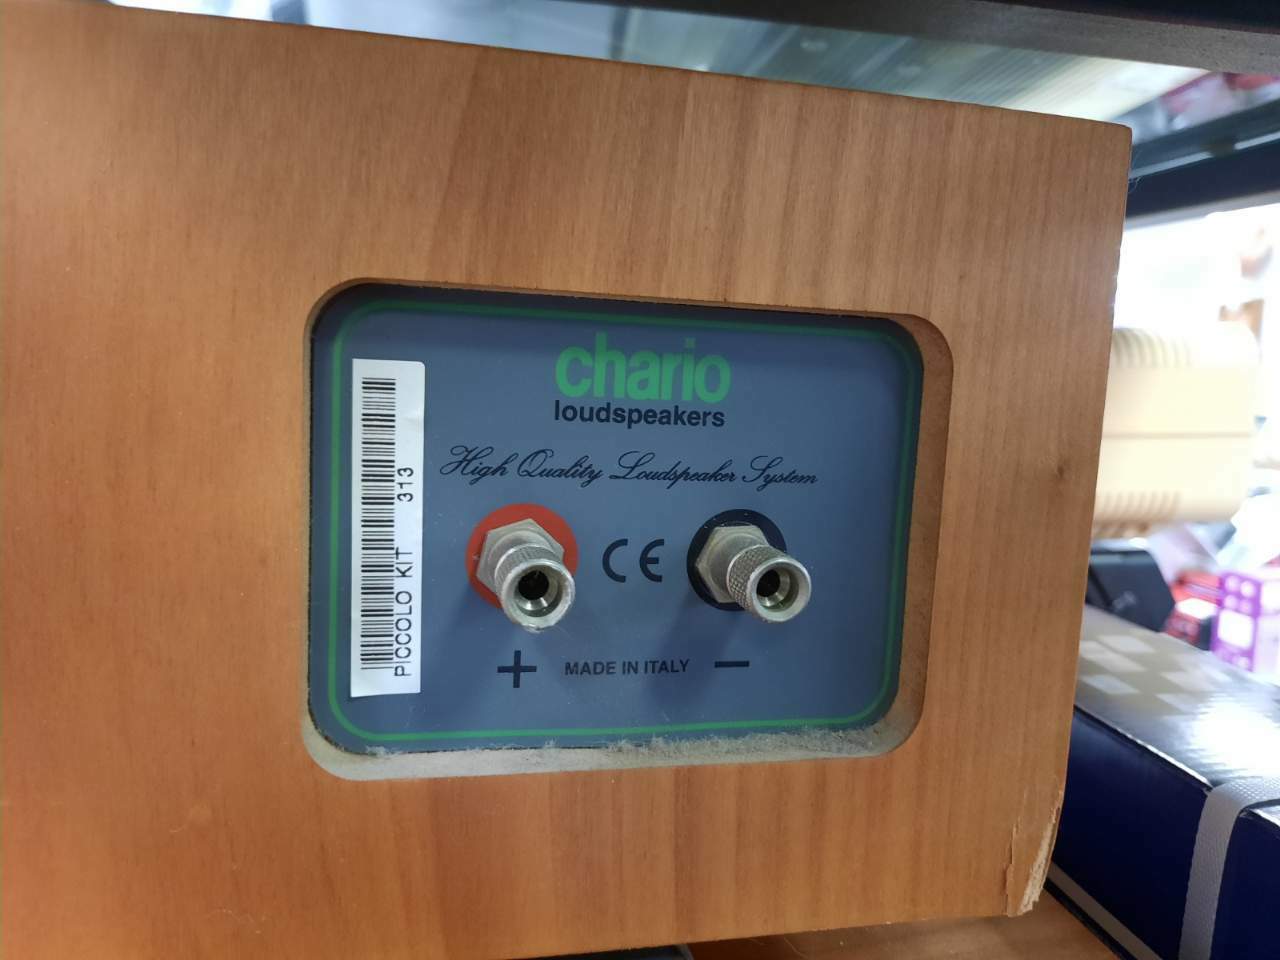 chario
loudspeakers
High Quality Loudspeaker System
CE
+ MADE IN ITALY −
PICCOLO KIT 313